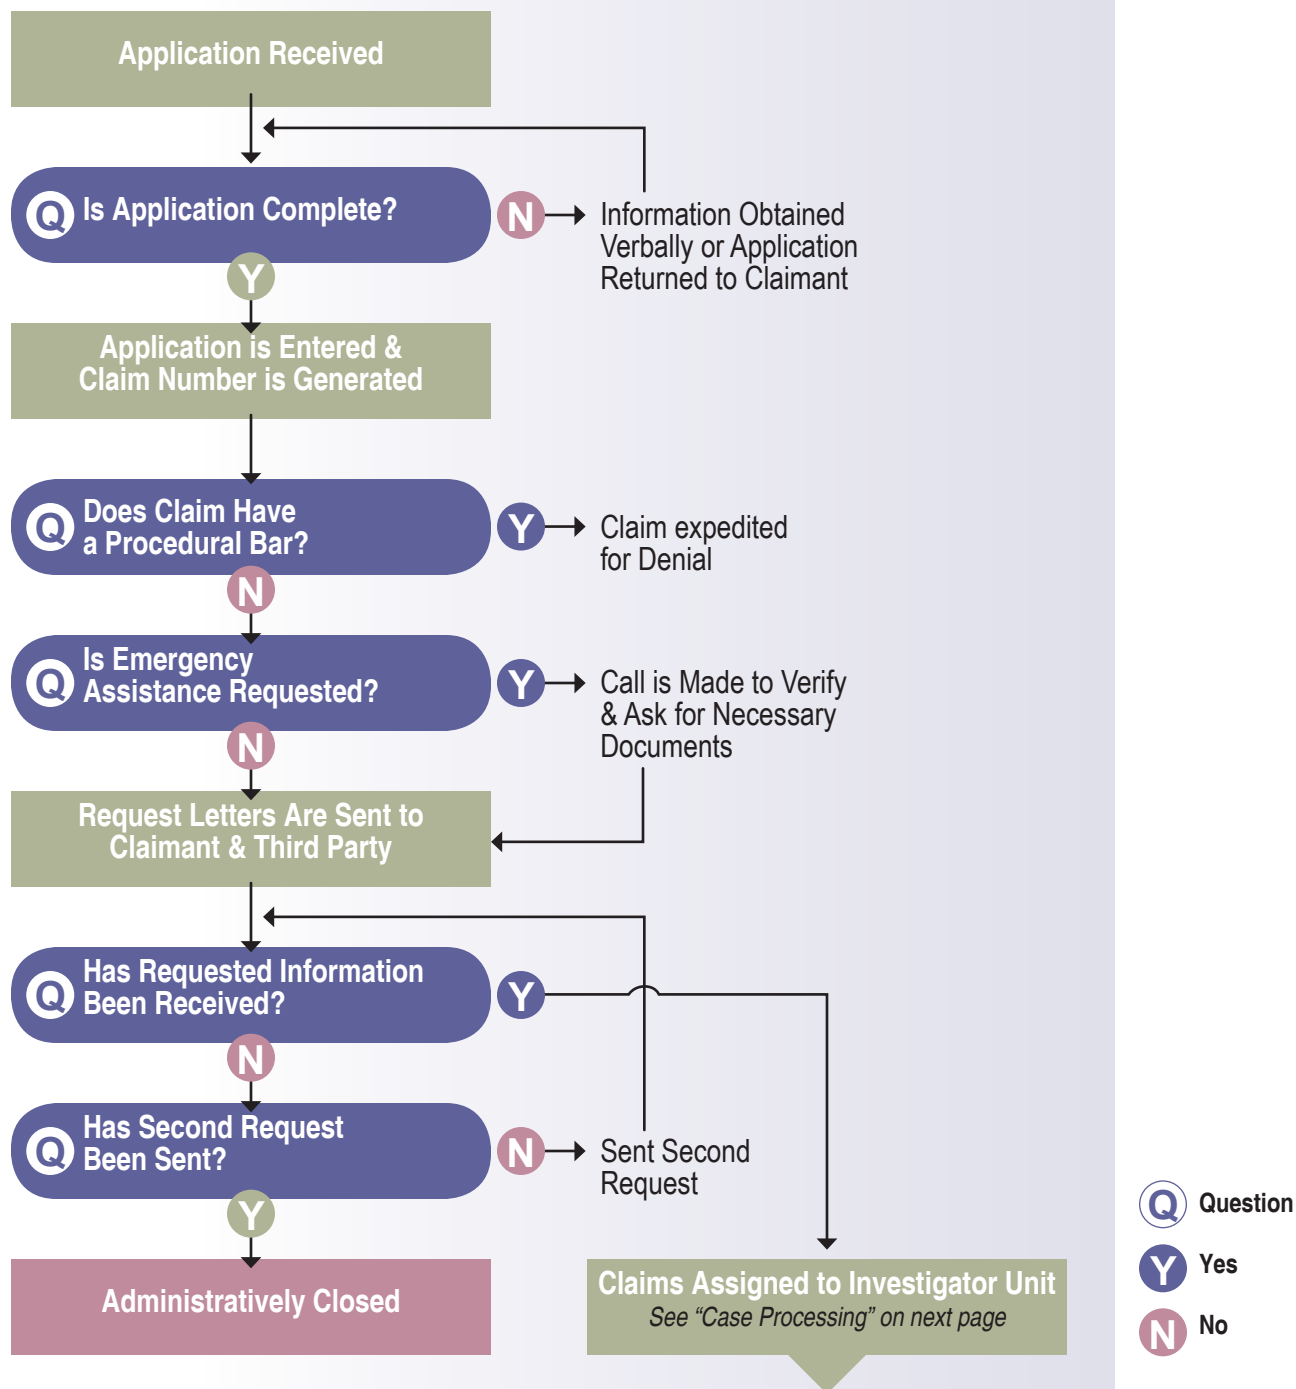 Application Received
Q Is Application Complete?
N
Information Obtained
Verbally or Application
Returned to Claimant
Y
Application is Entered &
Claim Number is Generated
Q Does Claim Have
a Procedural Bar?
Y
Claim expedited
for Denial
N
Q Is Emergency
Assistance Requested?
Y
Call is Made to Verify
& Ask for Necessary
Documents
N
Request Letters Are Sent to
Claimant & Third Party
Q Has Requested Information
Been Received?
Y
N
Q Has Second Request
Been Sent?
N
Sent Second
Request
Y
Administratively Closed
Claims Assigned to Investigator Unit
See “Case Processing” on next page
Q Question
Y Yes
N No